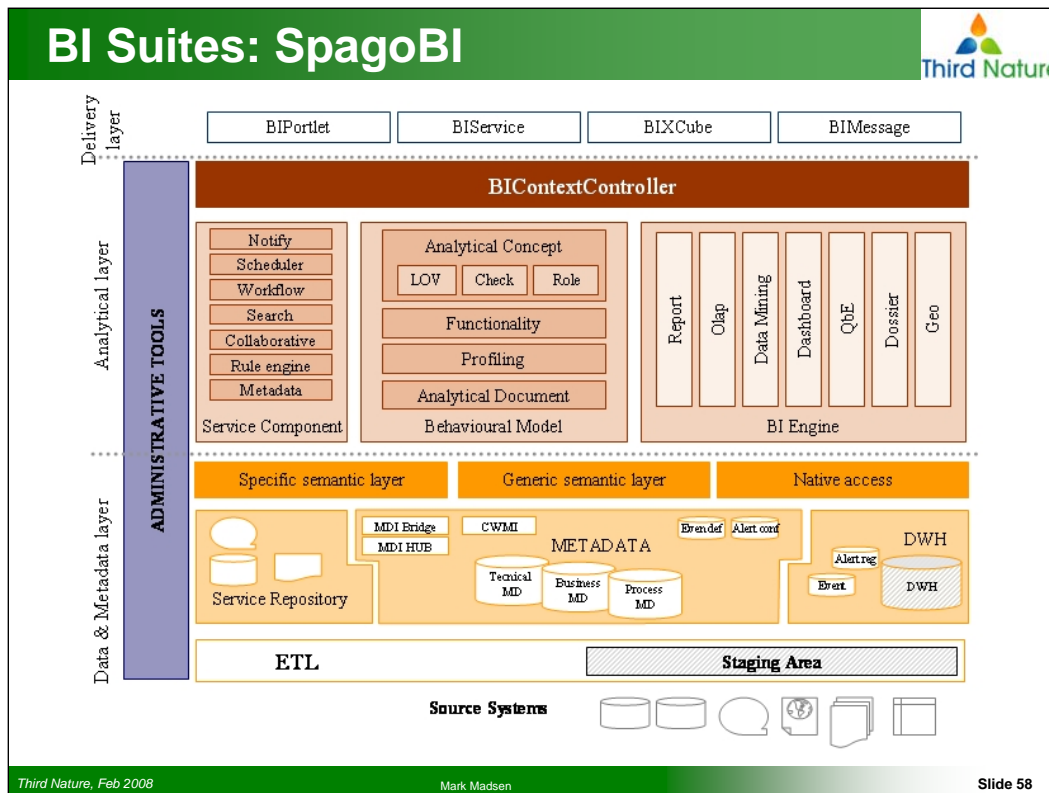 BI Suites: SpagoBI
Third Nature
Delivery
layer
BIPortlet
BIService
BIXCube
BIMessage
ADMINISTRATIVE TOOLS
Analytical layer
BIContextController
Notify
Scheduler
Workflow
Search
Collaborative
Rule engine
Metadata
Service Component
Analytical Concept
LOV
Check
Role
Functionality
Profiling
Analytical Document
Behavioural Model
Report
Olap
Data Mining
Dashboard
QbE
Dossier
Geo
BI Engine
Data & Metadata layer
Specific semantic layer
Generic semantic layer
Native access
Service Repository
MDI Bridge
MDI HUB
CWMI
METADATA
Even def
Alert conf
Tecnical
MD
Business
MD
Process
MD
DWH
Alert reg
Event
DWH
ETL
Staging Area
Source Systems
Third Nature, Feb 2008
Mark Madsen
Slide 58